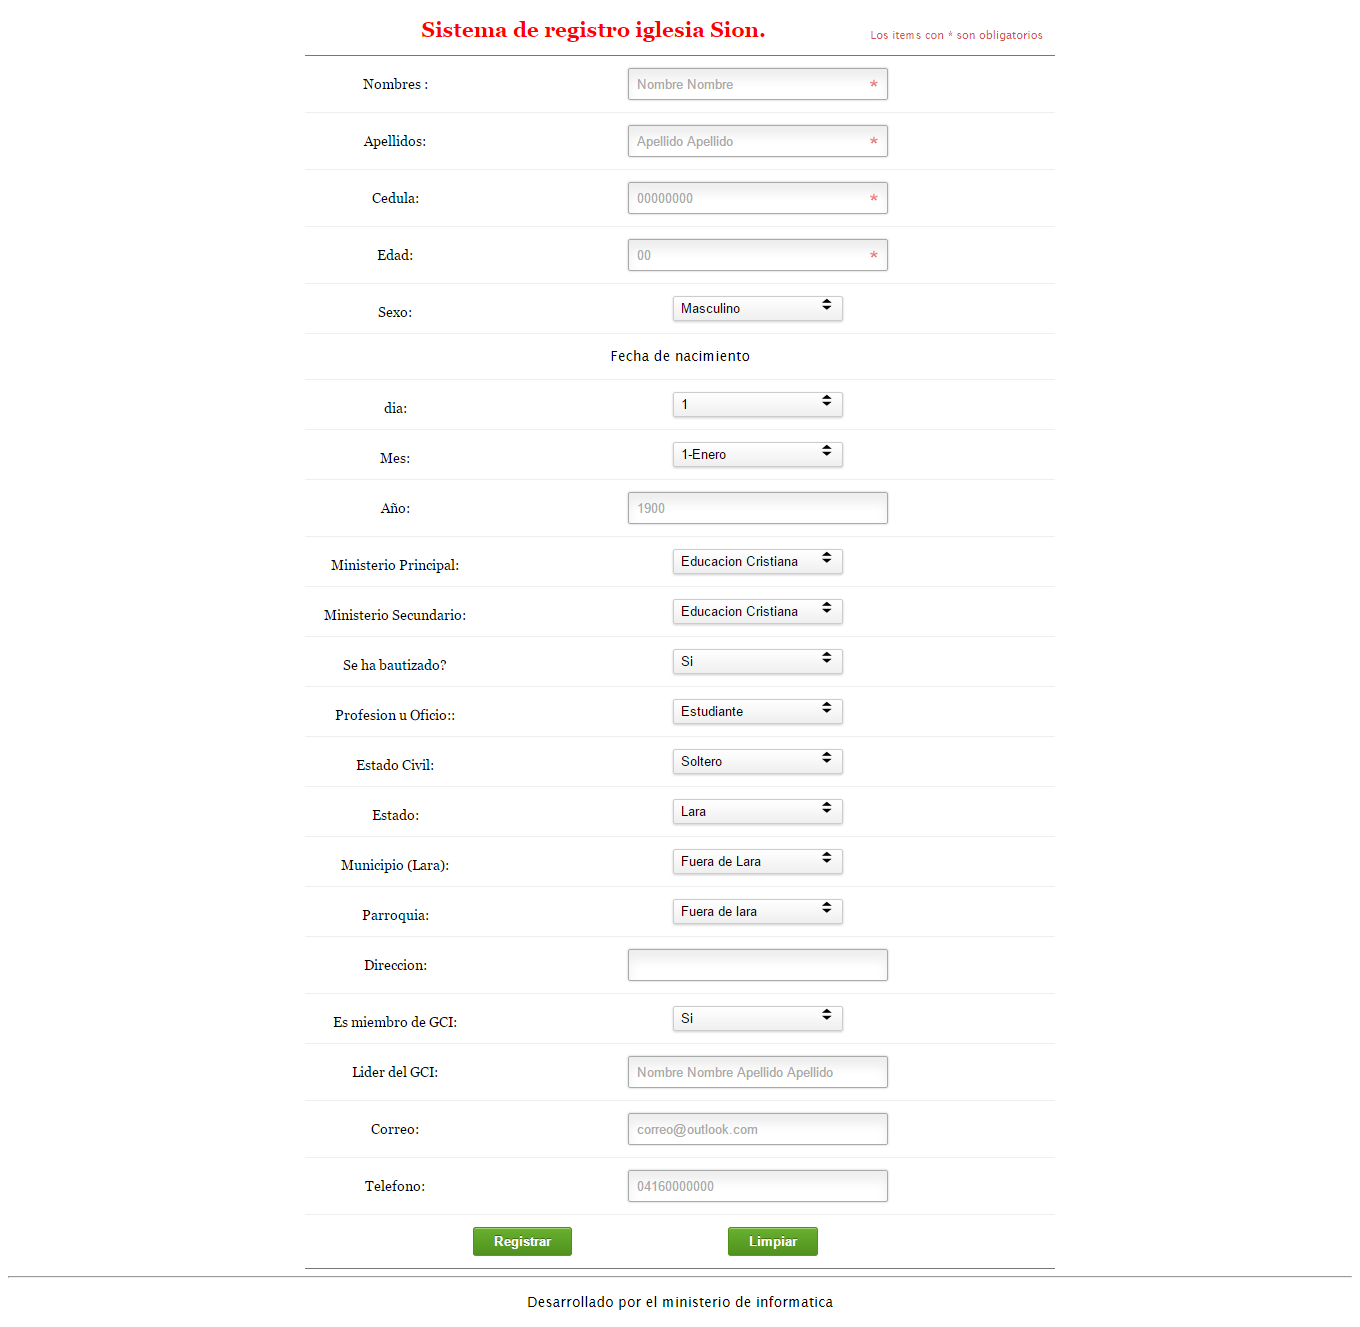 Sistema de registro iglesia Sion. Los items con * son obligatorios
Nombres : Nombre Nombre *
Apellidos: Apellido Apellido *
Cedula: 00000000 *
Edad: 00 *
Sexo: Masculino
Fecha de nacimiento
dia: 1
Mes: 1-Enero
Año: 1900
Ministerio Principal: Educacion Cristiana
Ministerio Secundario: Educacion Cristiana
Se ha bautizado? Si
Profesion u Oficio:: Estudiante
Estado Civil: Soltero
Estado: Lara
Municipio (Lara): Fuera de Lara
Parroquia: Fuera de lara
Direccion:
Es miembro de GCI: Si
Lider del GCI: Nombre Nombre Apellido Apellido
Correo: correo@outlook.com
Telefono: 04160000000
Registrar Limpiar
Desarrollado por el ministerio de informatica